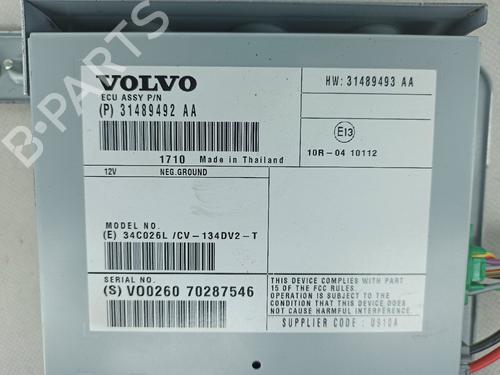 VOLVO
ECU ASSY P/N
(P) 31489492 AA
1710 Made in Thailand
HW: 31489493 AA
E13
10R-04 10112
12V NEG.GROUND
MODEL NO.
(E) 34C026L /CV-134DV2-T
SERIAL NO.
(S) VO0260 70287546
THIS DEVICE COMPLIES WITH PART
15 OF THE FCC RULES.
OPERATION IS SUBJECT TO THE
CONDITION THAT THIS DEVICE DOES
NOT CAUSE HARMFUL INTERFERENCE
SUPPLIER CODE : U910A
B-PARTS
B-PARTS
B-PARTS